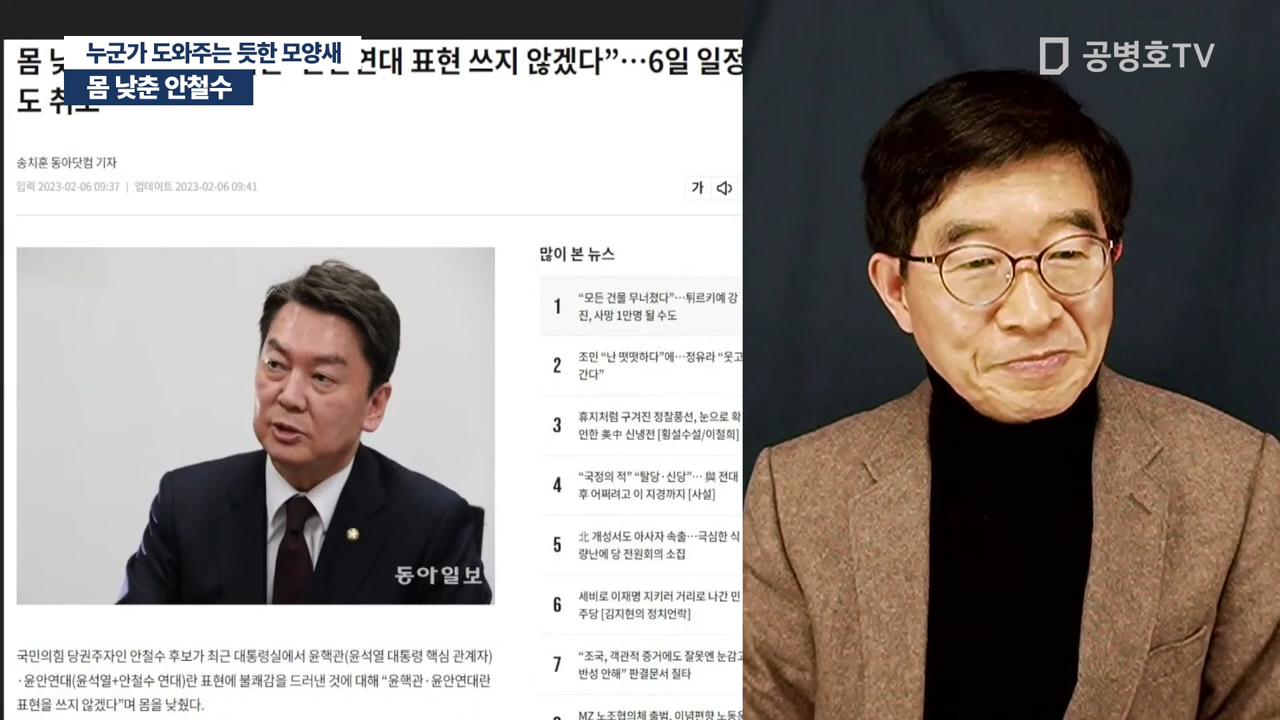 누군가 도와주는 듯한 모양새
몸 낮춘 안철수
공병호TV
연대 표현 쓰지 않겠다”…6일 일정
도
송치훈 동아닷컴 기자
입력 2023-02-06 09:37 | 업데이트 2023-02-06 09:41
가
많이 본 뉴스
1 “모든 건물 무너졌다”…튀르키예 강
진, 사망 1만명 될 수도
2 조민 “난 떳떳하다”에…정유라 “웃고
간다”
3 휴지처럼 구겨진 정찰풍선, 눈으로 확
인한 美中 신냉전 [횡설수설/이철희]
4 “국정의 적” “탈당·신당”… 與 전대
후 어쩌려고 이 지경까지 [사설]
5 北 개성서도 아사자 속출…극심한 식
량난에 당 전원회의 소집
6 세비로 이재명 지키러 거리로 나간 민
주당 [김지현의 정치언락]
7 “조국, 객관적 증거에도 잘못엔 눈감고
반성 안해” 판결문서 질타
MZ 노조협의체 출범, 이념편향 노동운
동아일보
국민의힘 당권주자인 안철수 후보가 최근 대통령실에서 윤핵관(윤석열 대통령 핵심 관계자)
·윤안연대(윤석열+안철수 연대)란 표현에 불쾌감을 드러낸 것에 대해 “윤핵관·윤안연대란
표현을 쓰지 않겠다”며 몸을 낮췄다.